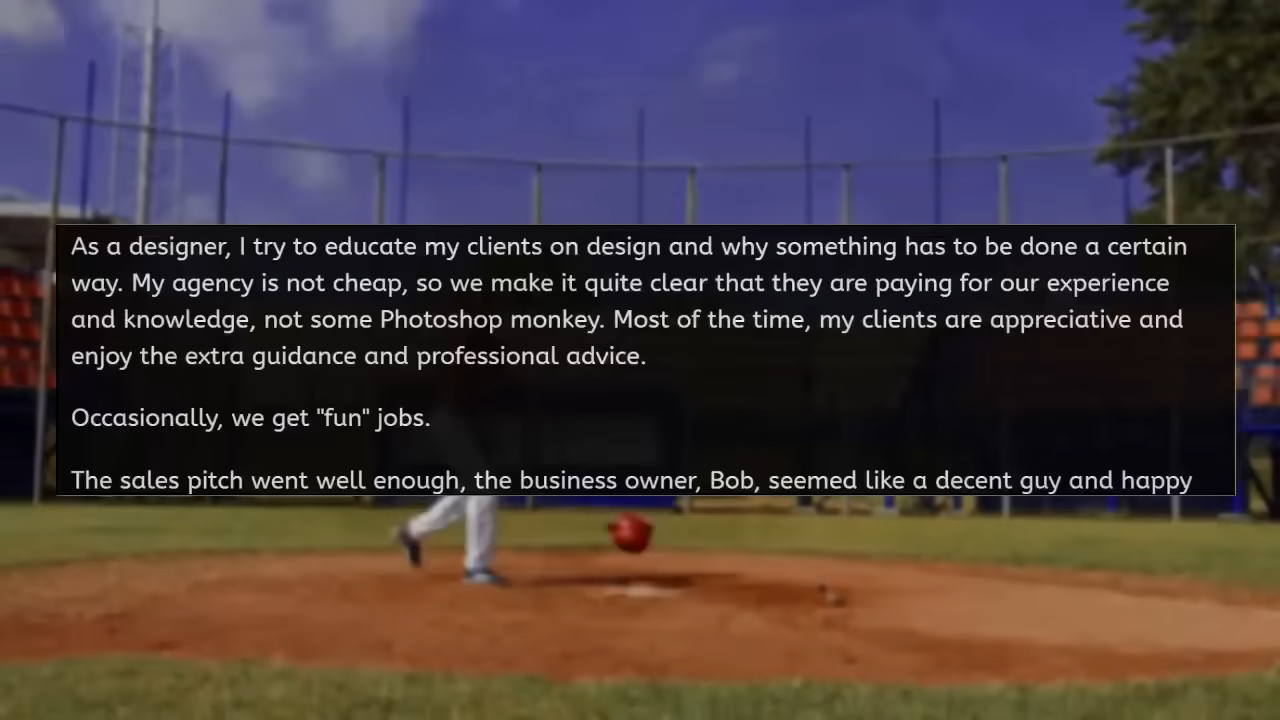 As a designer, I try to educate my clients on design and why something has to be done a certain
way. My agency is not cheap, so we make it quite clear that they are paying for our experience
and knowledge, not some Photoshop monkey. Most of the time, my clients are appreciative and
enjoy the extra guidance and professional advice.
Occasionally, we get "fun" jobs.
The sales pitch went well enough, the business owner, Bob, seemed like a decent guy and happy